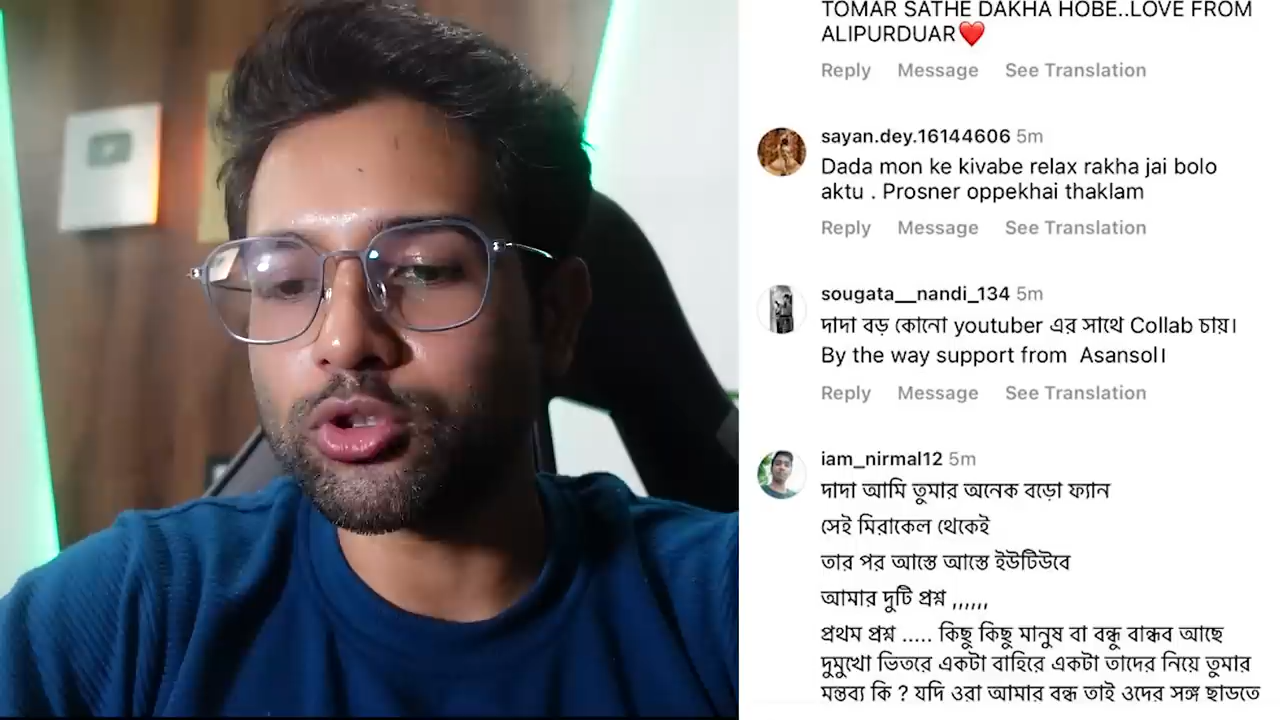 TOMAR SATHE DAKHA HOBE..LOVE FROM
ALIPURDUAR❤️
Reply Message See Translation
sayan.dey.16144606 5m
Dada mon ke kivabe relax rakha jai bolo
aktu . Prosner oppekhai thaklam
Reply Message See Translation
sougata__nandi_134 5m
দাদা বড় কোনো youtuber এর সাথে Collab চায়।
By the way support from Asansol।
Reply Message See Translation
iam_nirmal12 5m
দাদা আমি তুমার অনেক বড়ো ফ্যান
সেই মিরাকেল থেকেই
তার পর আস্তে আস্তে ইউটিউবে
আমার দুটি প্রশ্ন ,,,,,,
প্রথম প্রশ্ন ..... কিছু কিছু মানুষ বা বন্ধু বান্ধব আছে
দুমুখো ভিতরে একটা বাহিরে একটা তাদের নিয়ে তুমার
মন্তব্য কি ? যদি ওরা আমার বন্ধ তাই ওদের সঙ্গ ছাডতে